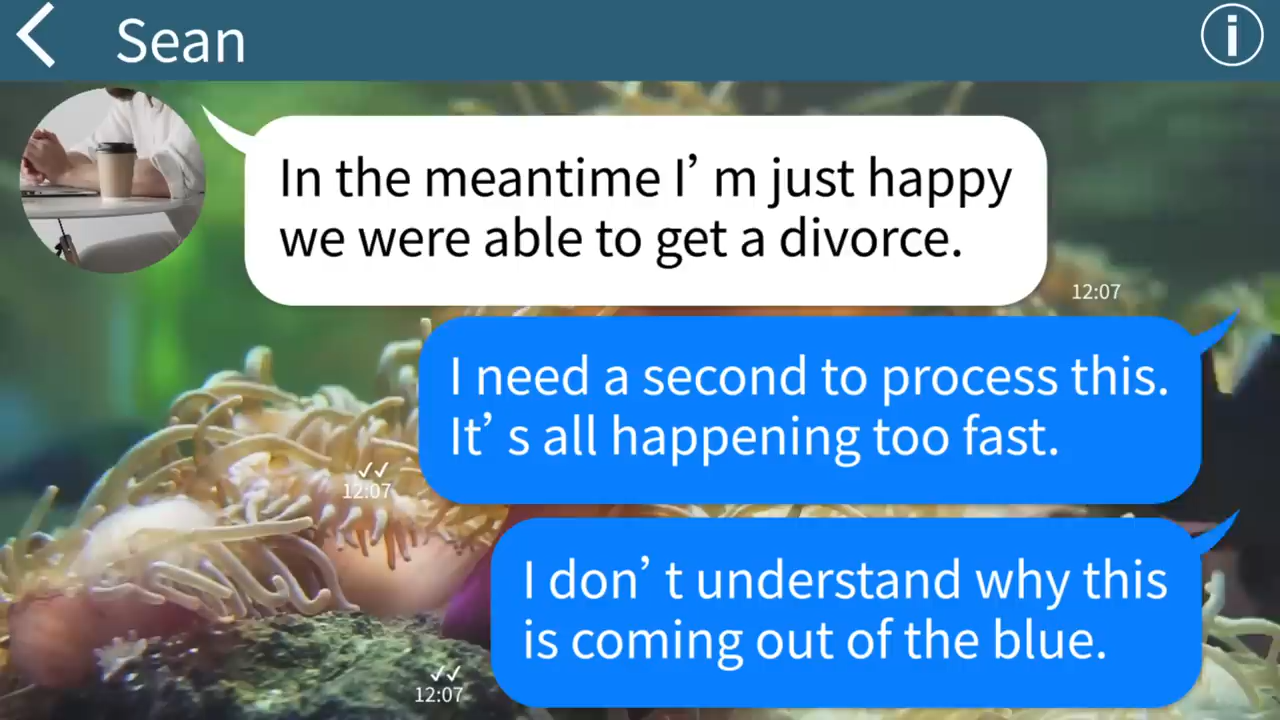 Sean
In the meantime I’ m just happy
we were able to get a divorce.
12:07
I need a second to process this.
It’ s all happening too fast.
12:07
I don’ t understand why this
is coming out of the blue.
12:07